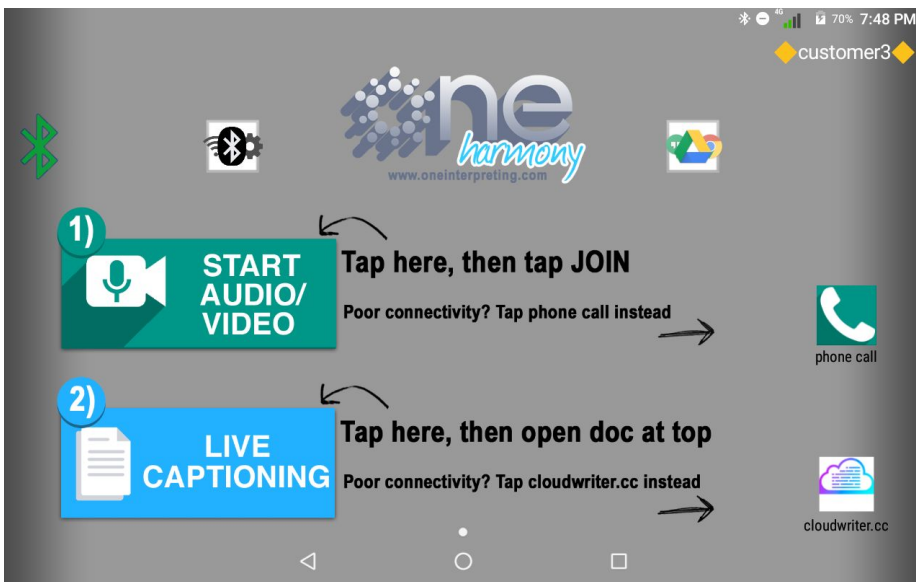 4G 70% 7:48 PM
customer3
One
harmony
www.oneinterpreting.com
1)
START
AUDIO/
VIDEO
Tap here, then tap JOIN
Poor connectivity? Tap phone call instead
phone call
2)
LIVE
CAPTIONING
Tap here, then open doc at top
Poor connectivity? Tap cloudwriter.cc instead
cloudwriter.cc